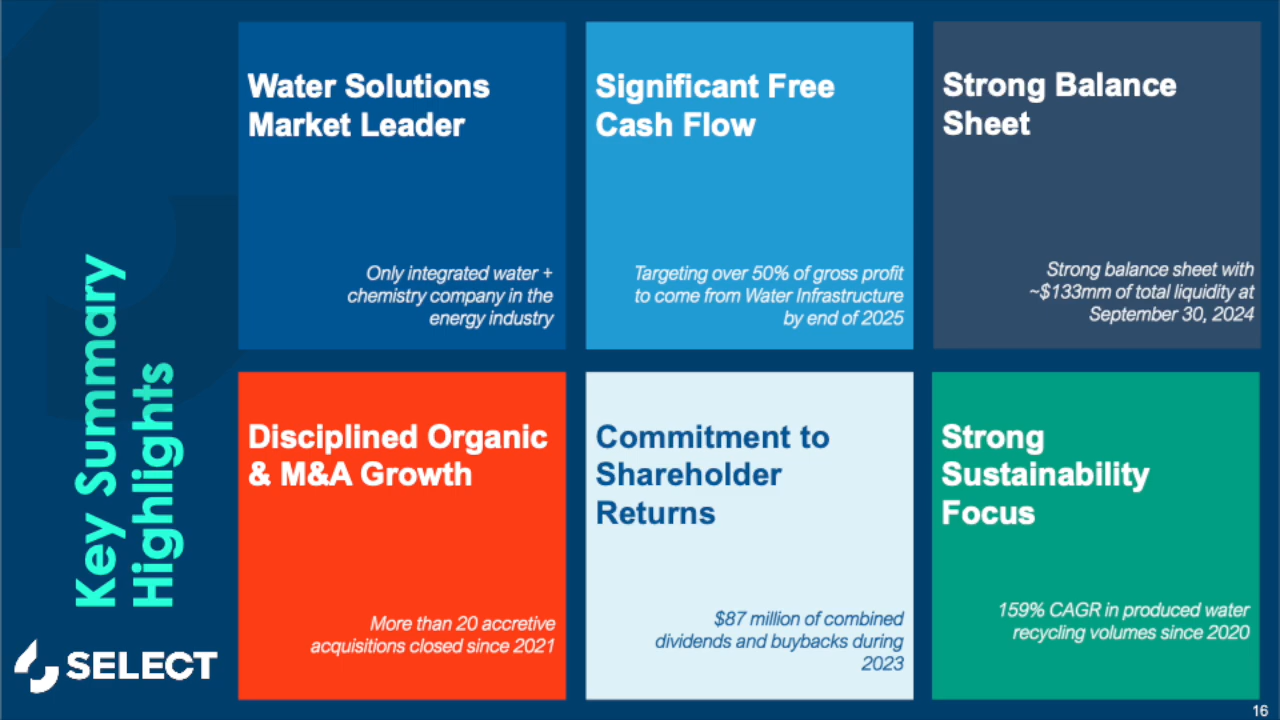 Key Summary
Highlights
Water Solutions
Market Leader
Only integrated water +
chemistry company in the
energy industry
Significant Free
Cash Flow
Targeting over 50% of gross profit
to come from Water Infrastructure
by end of 2025
Strong Balance
Sheet
Strong balance sheet with
~$133mm of total liquidity at
September 30, 2024
Disciplined Organic
& M&A Growth
More than 20 accretive
acquisitions closed since 2021
Commitment to
Shareholder
Returns
$87 million of combined
dividends and buybacks during
2023
Strong
Sustainability
Focus
159% CAGR in produced water
recycling volumes since 2020
SELECT
16